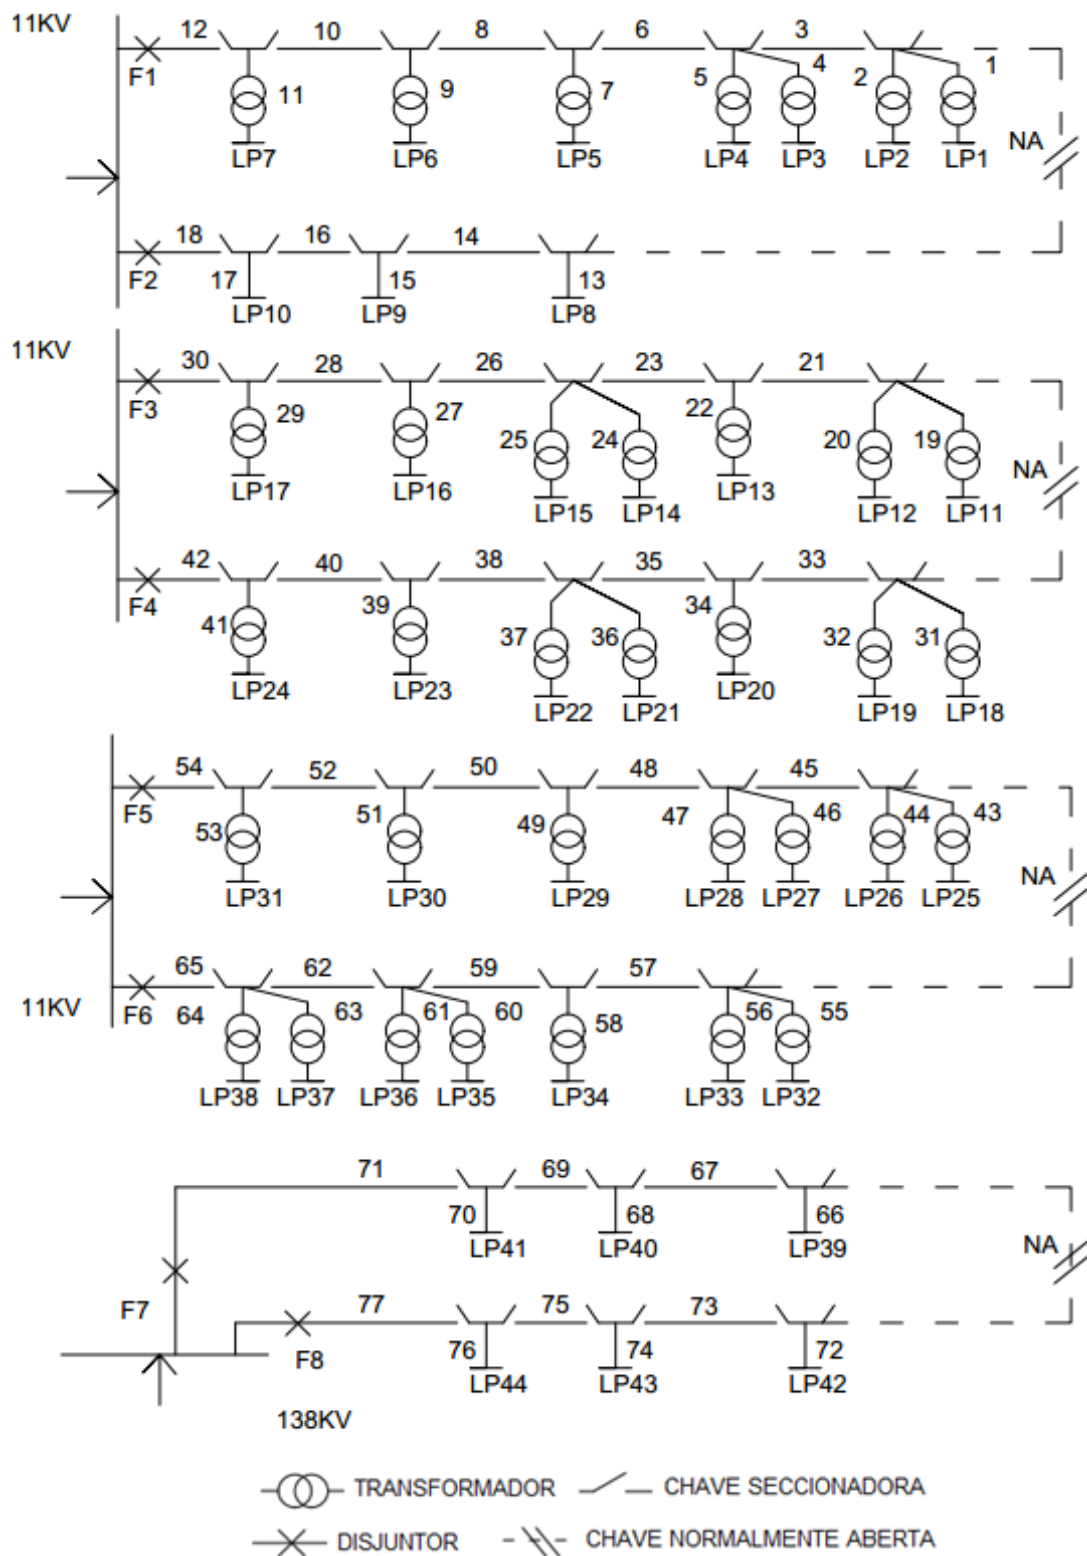 11KV
12 10 8 6 3
F1 11 9 7 5 4 2 1
LP7 LP6 LP5 LP4 LP3 LP2 LP1 NA
18 16 14
F2 17 15 13
LP10 LP9 LP8
11KV
30 28 26 23 21
F3 29 27 25 24 22 20 19
LP17 LP16 LP15 LP14 LP13 LP12 LP11 NA
42 40 38 35 33
F4 41 39 37 36 34 32 31
LP24 LP23 LP22 LP21 LP20 LP19 LP18
54 52 50 48 45
F5 53 51 49 47 46 44 43
LP31 LP30 LP29 LP28 LP27 LP26 LP25 NA
65 62 59 57
11KV F6 64 63 61 60 58 56 55
LP38 LP37 LP36 LP35 LP34 LP33 LP32
71 69 67
70 68 66
LP41 LP40 LP39 NA
F7 77 75 73
F8 76 74 72
LP44 LP43 LP42
138KV
TRANSFORMADOR CHAVE SECCIONADORA
DISJUNTOR CHAVE NORMALMENTE ABERTA